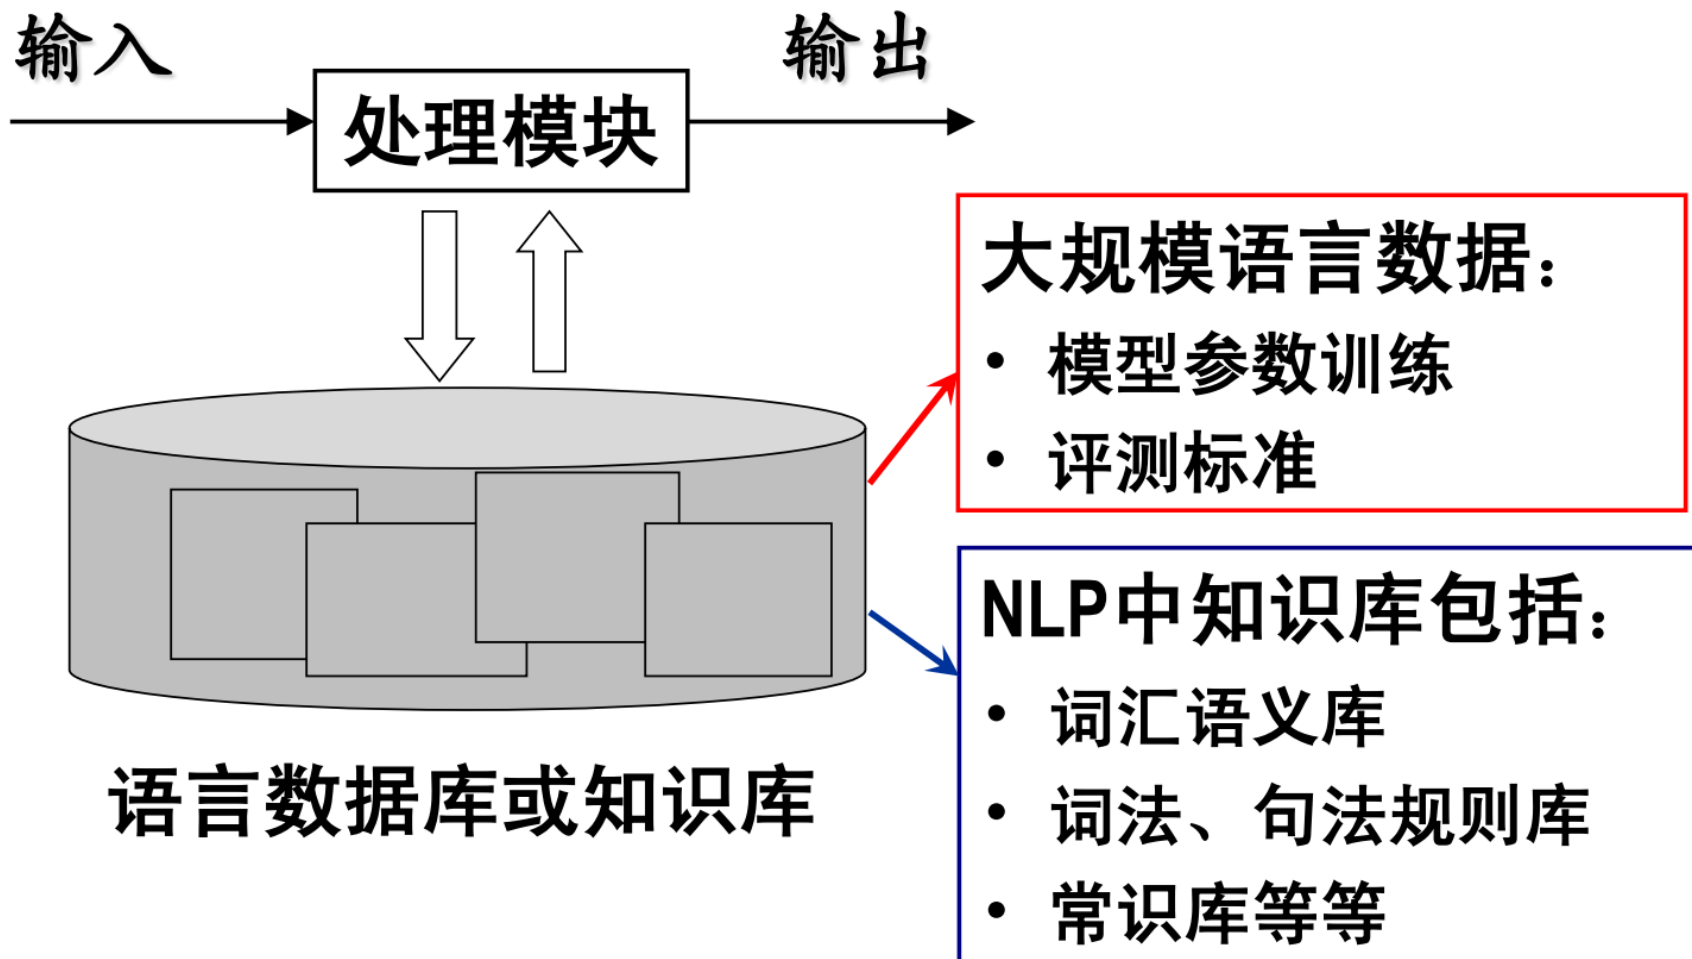 输入
输出
处理模块
大规模语言数据：
• 模型参数训练
• 评测标准
NLP中知识库包括：
• 词汇语义库
• 词法、句法规则库
• 常识库等等
语言数据库或知识库